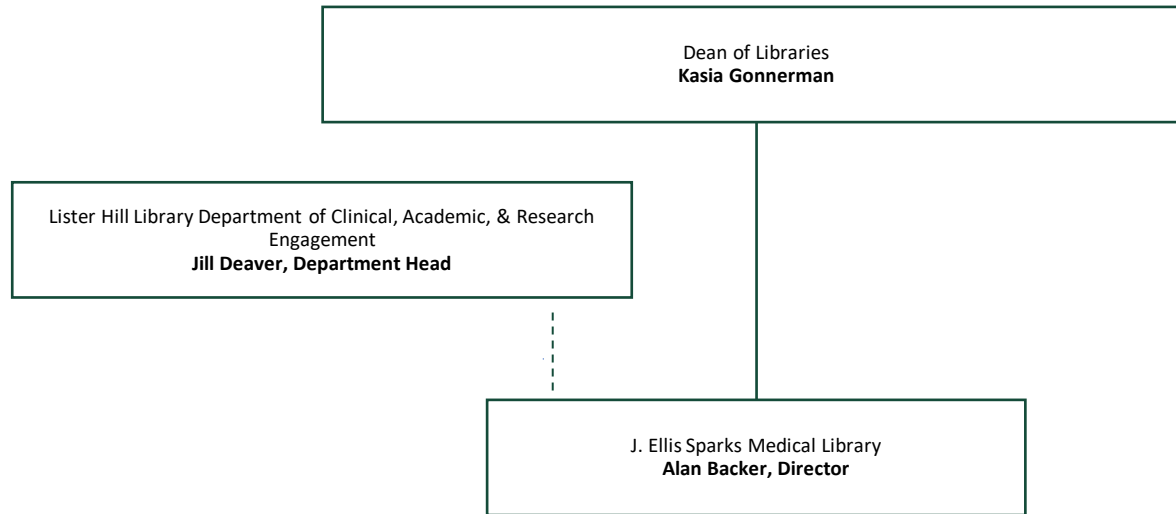 Dean of Libraries
Kasia Gonnerman
Lister Hill Library Department of Clinical, Academic, & Research
Engagement
Jill Deaver, Department Head
J. Ellis Sparks Medical Library
Alan Backer, Director